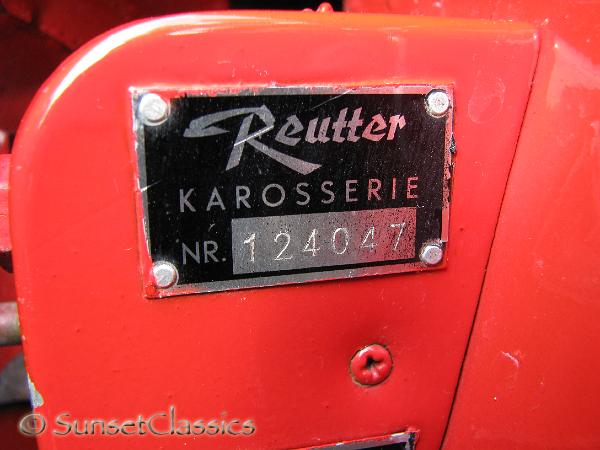 Reutter
KAROSSERIE
NR. 124047
© SunsetClassics